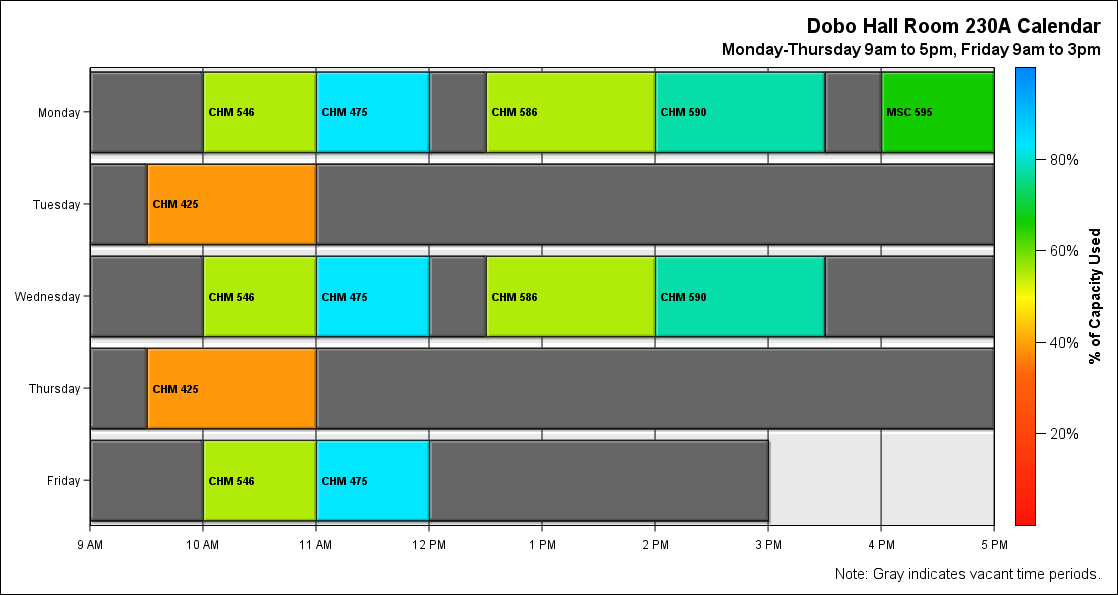 Dobo Hall Room 230A Calendar
Monday-Thursday 9am to 5pm, Friday 9am to 3pm
Monday CHM 546 CHM 475 CHM 586 CHM 590 MSC 595
Tuesday CHM 425
Wednesday CHM 546 CHM 475 CHM 586 CHM 590
Thursday CHM 425
Friday CHM 546 CHM 475
9 AM 10 AM 11 AM 12 PM 1 PM 2 PM 3 PM 4 PM 5 PM
80%
60%
40%
20%
% of Capacity Used
Note: Gray indicates vacant time periods.